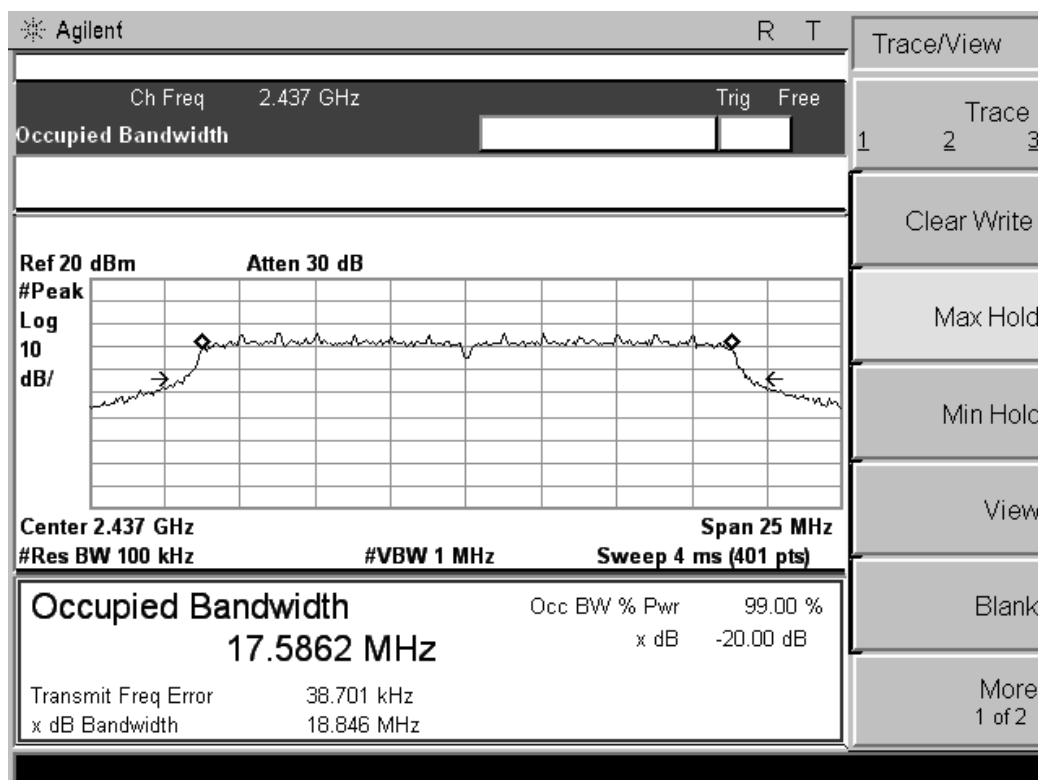 Agilent R T
Ch Freq 2.437 GHz Trig Free
Occupied Bandwidth
Ref 20 dBm Atten 30 dB
#Peak
Log
10
dB/
Center 2.437 GHz Span 25 MHz
#Res BW 100 kHz #VBW 1 MHz Sweep 4 ms (401 pts)
Occupied Bandwidth Occ BW % Pwr 99.00 %
17.5862 MHz x dB -20.00 dB
Transmit Freq Error 38.701 kHz
x dB Bandwidth 18.846 MHz
Trace/View
Trace
1 2 3
Clear Write
Max Hold
Min Hold
View
Blank
More
1 of 2